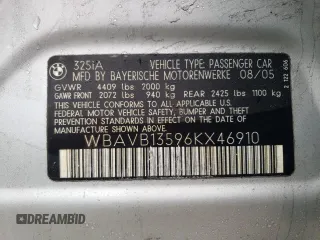 325iA VEHICLE TYPE: PASSENGER CAR
MFD BY BAYERISCHE MOTORENWERKE 08/05
GVWR 4409 lbs 2000 kg
GAWR FRONT 2072 lbs 940 kg REAR 2425 lbs 1100 kg
THIS VEHICLE CONFORMS TO ALL APPLICABLE U.S.
FEDERAL MOTOR VEHICLE SAFETY, BUMPER, AND THEFT
PREVENTION STANDARDS IN EFFECT ON THE DATE OF
MANUFACTURE SHOWN ABOVE.
WBAVB13596KX46910
DREAMBID